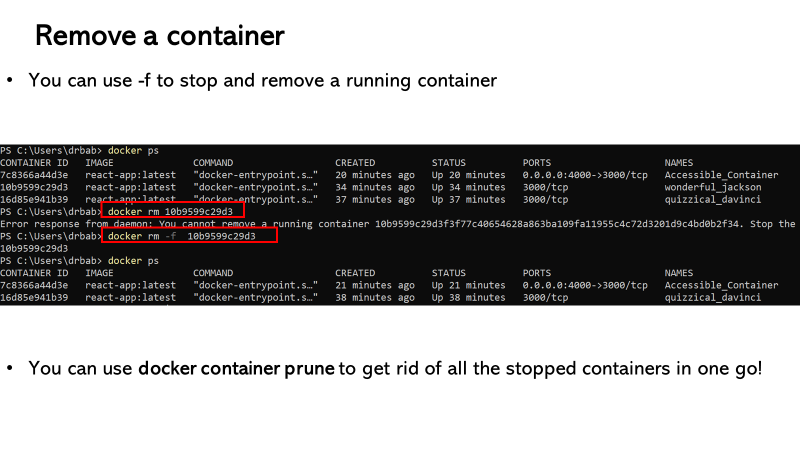 Remove a container
• You can use -f to stop and remove a running container
PS C:\Users\drbab> docker ps
CONTAINER ID   IMAGE   COMMAND   CREATED   STATUS   PORTS   NAMES
7c8366a44d3e   react-app:latest   "docker-entrypoint.s…"   20 minutes ago   Up 20 minutes   0.0.0.0:4000->3000/tcp   Accessible_Container
10b9599c29d3   react-app:latest   "docker-entrypoint.s…"   34 minutes ago   Up 34 minutes   3000/tcp   wonderful_jackson
16d85e941b39   react-app:latest   "docker-entrypoint.s…"   37 minutes ago   Up 37 minutes   3000/tcp   quizzical_davinci
PS C:\Users\drbab> docker rm 10b9599c29d3
Error response from daemon: You cannot remove a running container 10b9599c29d3f3f77c40654628a863ba109fa11955c4c72d3201d9c4bd0b2f34. Stop the
PS C:\Users\drbab> docker rm -f  10b9599c29d3
10b9599c29d3
PS C:\Users\drbab> docker ps
CONTAINER ID   IMAGE   COMMAND   CREATED   STATUS   PORTS   NAMES
7c8366a44d3e   react-app:latest   "docker-entrypoint.s…"   21 minutes ago   Up 21 minutes   0.0.0.0:4000->3000/tcp   Accessible_Container
16d85e941b39   react-app:latest   "docker-entrypoint.s…"   38 minutes ago   Up 38 minutes   3000/tcp   quizzical_davinci
• You can use docker container prune to get rid of all the stopped containers in one go!